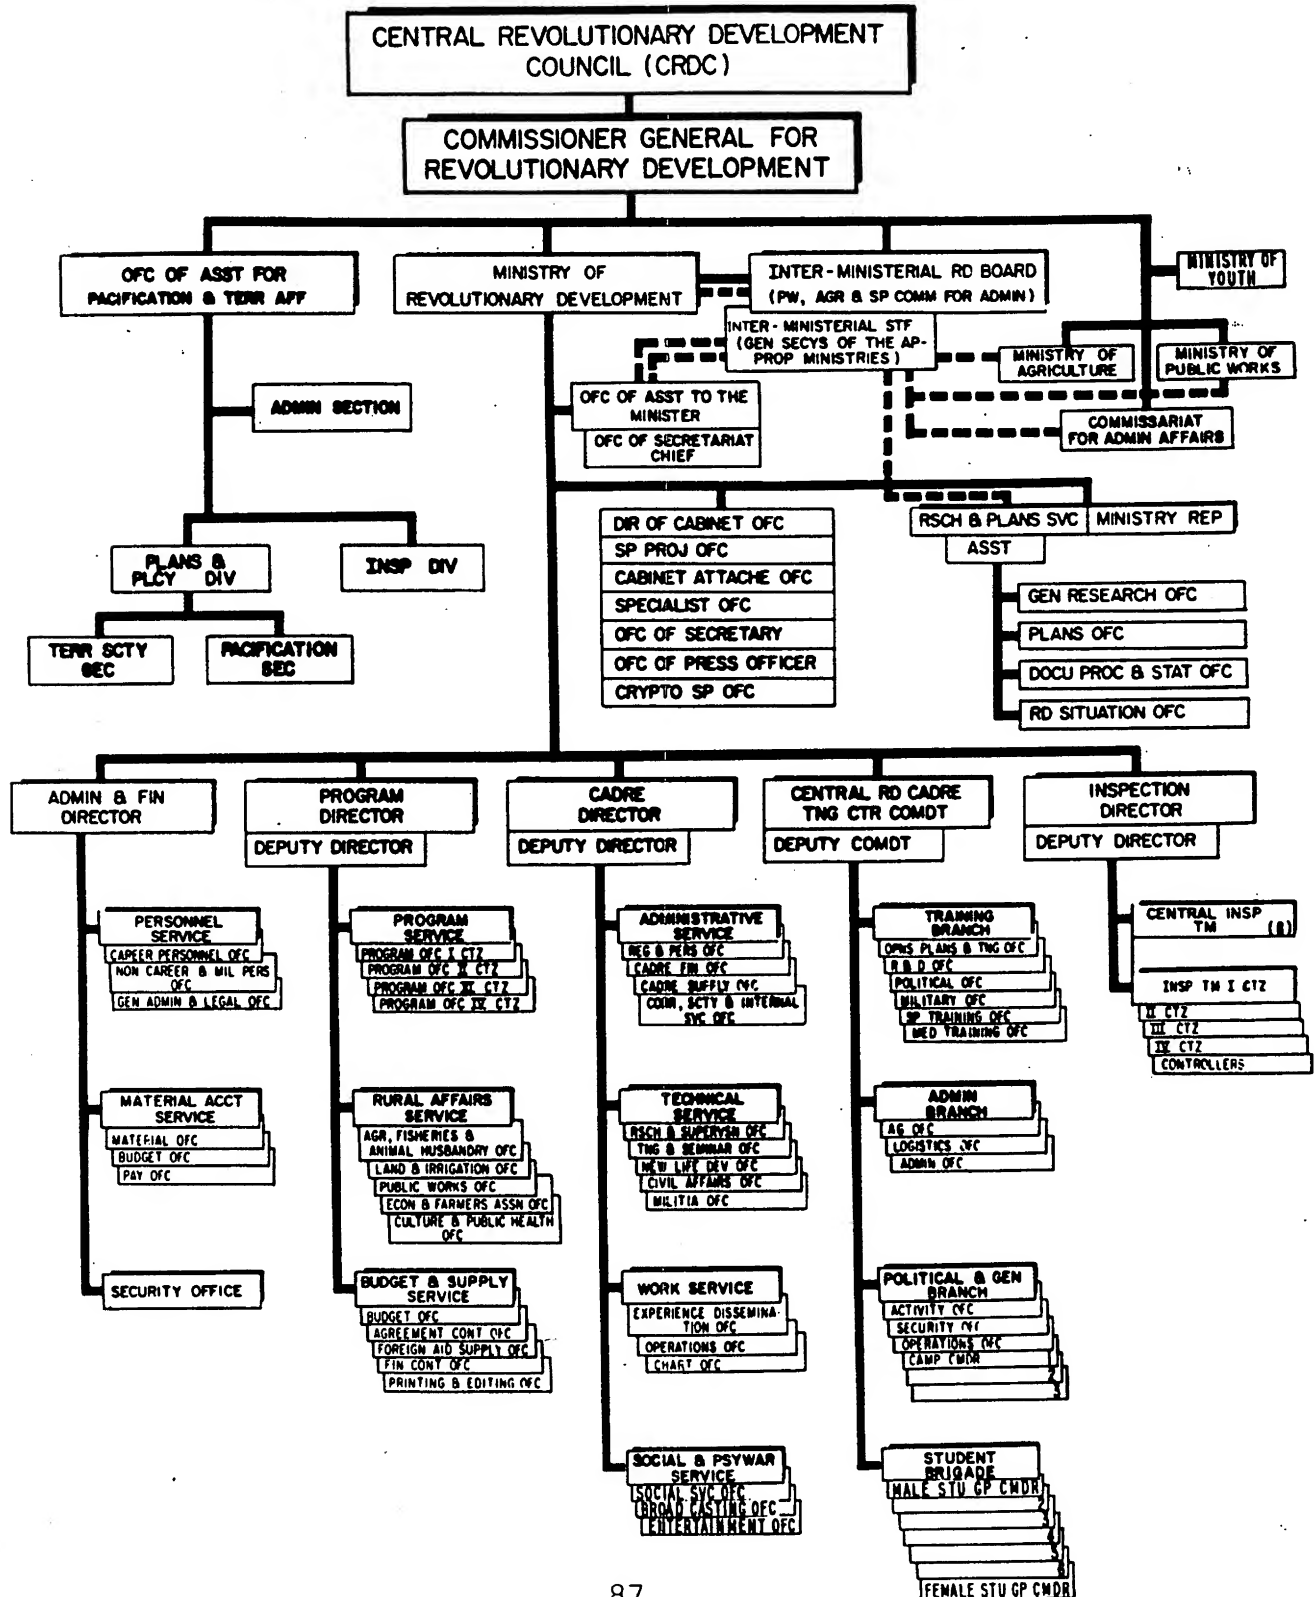 CENTRAL REVOLUTIONARY DEVELOPMENT
COUNCIL (CRDC)
COMMISSIONER GENERAL FOR
REVOLUTIONARY DEVELOPMENT
OFC OF ASST FOR
PACIFICATION & TERR AFF
MINISTRY OF
REVOLUTIONARY DEVELOPMENT
INTER-MINISTERIAL RD BOARD
(PW, AGR & SP COMM FOR ADMIN)
MINISTRY OF
YOUTH
INTER-MINISTERIAL STF
(GEN SECYS OF THE AP-
PROP MINISTRIES)
MINISTRY OF
AGRICULTURE
MINISTRY OF
PUBLIC WORKS
ADMIN SECTION
OFC OF ASST TO THE
MINISTER
OFC OF SECRETARIAT
CHIEF
COMMISSARIAT
FOR ADMIN AFFAIRS
DIR OF CABINET OFC
SP PROJ OFC
CABINET ATTACHE OFC
SPECIALIST OFC
OFC OF SECRETARY
OFC OF PRESS OFFICER
CRYPTO SP OFC
RSCH & PLANS SVC
MINISTRY REP
ASST
GEN RESEARCH OFC
PLANS OFC
DOCU PROC & STAT OFC
RD SITUATION OFC
PLANS &
PLCY DIV
INSP DIV
TERR SCTY
SEC
PACIFICATION
SEC
ADMIN & FIN
DIRECTOR
PROGRAM
DIRECTOR
DEPUTY DIRECTOR
CADRE
DIRECTOR
DEPUTY DIRECTOR
CENTRAL RD CADRE
TNG CTR COMDT
DEPUTY COMDT
INSPECTION
DIRECTOR
DEPUTY DIRECTOR
PERSONNEL
SERVICE
CAREER PERSONNEL OFC
NON CAREER & MIL PERS
OFC
GEN ADMIN & LEGAL OFC
MATERIAL ACCT
SERVICE
MATERIAL OFC
BUDGET OFC
PAY OFC
SECURITY OFFICE
PROGRAM
SERVICE
PROGRAM OFC I CTZ
PROGRAM OFC II CTZ
PROGRAM OFC III CTZ
PROGRAM OFC IV CTZ
RURAL AFFAIRS
SERVICE
AGR, FISHERIES &
ANIMAL HUSBANDRY OFC
LAND & IRRIGATION OFC
PUBLIC WORKS OFC
ECON & FARMERS ASSN OFC
CULTURE & PUBLIC HEALTH
OFC
BUDGET & SUPPLY
SERVICE
BUDGET OFC
AGREEMENT CONT OFC
FOREIGN AID SUPPLY OFC
FIN CONT OFC
PRINTING & EDITING OFC
ADMINISTRATIVE
SERVICE
REG & PERS OFC
CADRE FIN OFC
CADRE SUPPLY OFC
CORR, SCTY & INTERNAL
SVC OFC
TECHNICAL
SERVICE
RSCH & SUPERVSN OFC
TNG & SEMINAR OFC
NEW LIFE DEV OFC
CIVIL AFFAIRS OFC
MILITIA OFC
WORK SERVICE
EXPERIENCE DISSEMINA-
TION OFC
OPERATIONS OFC
CHART OFC
SOCIAL & PSYWAR
SERVICE
SOCIAL SVC OFC
BROAD CASTING OFC
ENTERTAINMENT OFC
TRAINING
BRANCH
OPNS PLANS & TNG OFC
R & D OFC
POLITICAL OFC
MILITARY OFC
SP TRAINING OFC
MED TRAINING OFC
ADMIN
BRANCH
AG OFC
LOGISTICS OFC
ADMIN OFC
POLITICAL & GEN
BRANCH
ACTIVITY OFC
SECURITY OFC
OPERATIONS OFC
CAMP CMDR
2
3
STUDENT
BRIGADE
MALE STU GP CMDR
2
3
4
5
6
FEMALE STU GP CMDR
CENTRAL INSP
TM (8)
INSP TM I CTZ
II CTZ
III CTZ
IV CTZ
CONTROLLERS
87